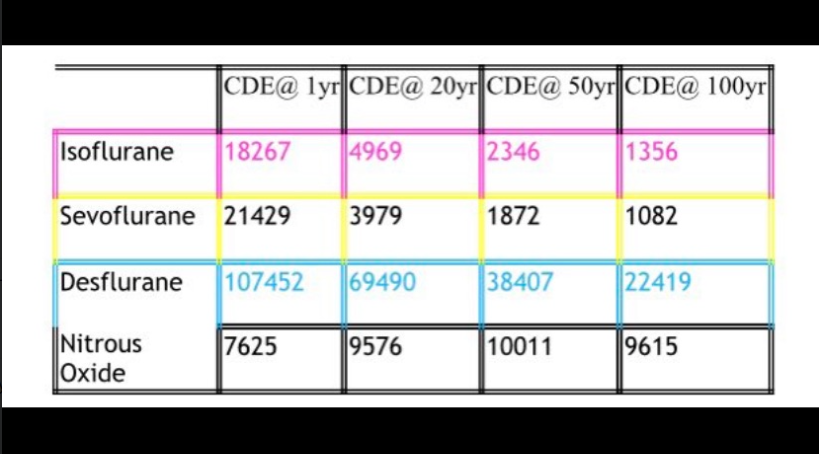 CDE@ 1yr CDE@ 20yr CDE@ 50yr CDE@ 100yr
Isoflurane 18267 4969 2346 1356
Sevoflurane 21429 3979 1872 1082
Desflurane 107452 69490 38407 22419
Nitrous 7625 9576 10011 9615
Oxide